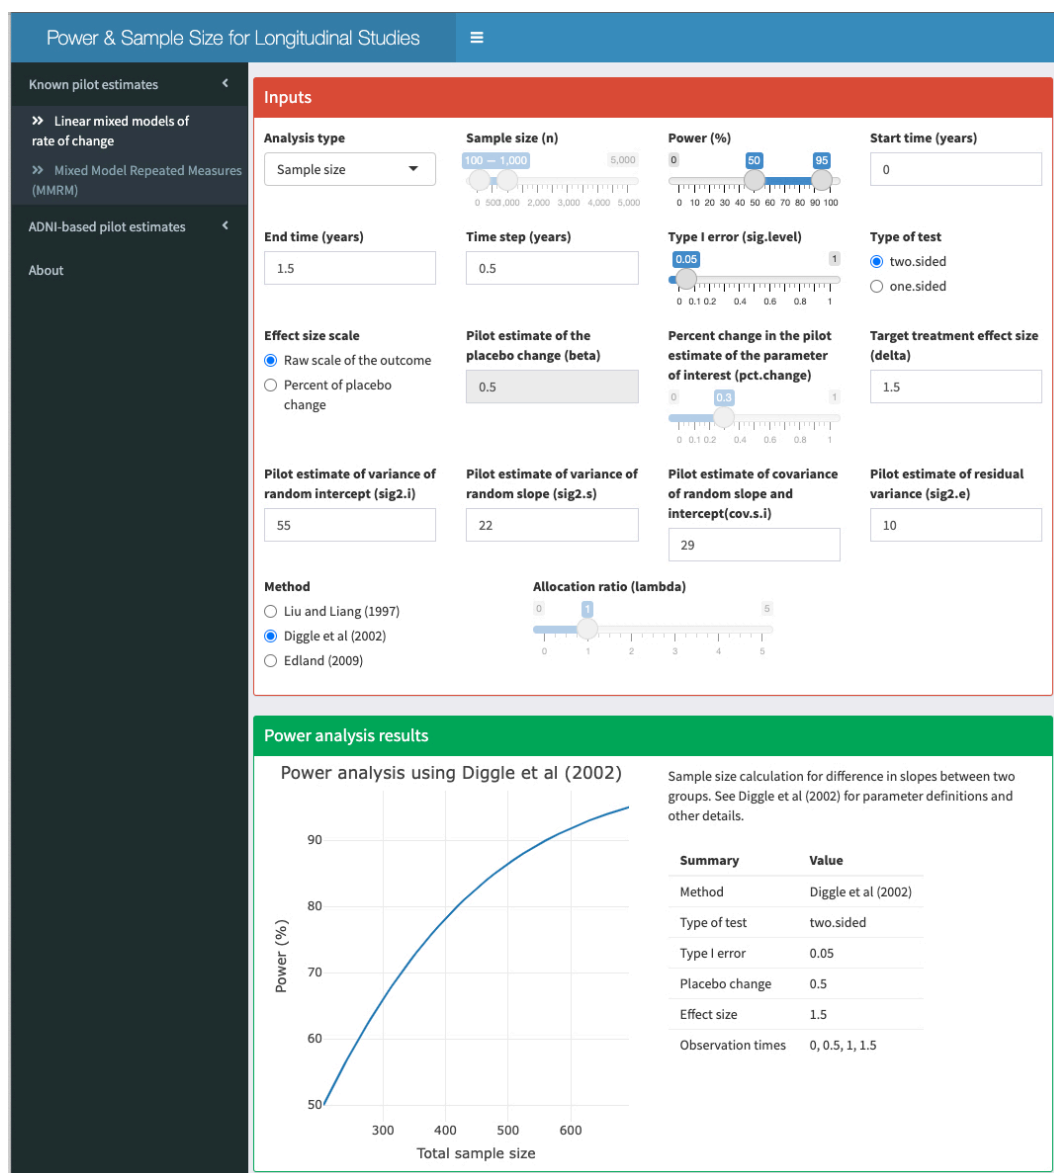 Power & Sample Size for Longitudinal Studies
Known pilot estimates
Linear mixed models of
rate of change
Mixed Model Repeated Measures
(MMRM)
ADNI-based pilot estimates
About
Inputs
Analysis type
Sample size
Sample size (n)
100 — 1,000 5,000
0 500 1,000 2,000 3,000 4,000 5,000
Power (%)
0 50 95
0 10 20 30 40 50 60 70 80 90 100
Start time (years)
0
End time (years)
1.5
Time step (years)
0.5
Type I error (sig.level)
0.05 1
0 0.1 0.2 0.4 0.6 0.8 1
Type of test
two.sided
one.sided
Effect size scale
Raw scale of the outcome
Percent of placebo
change
Pilot estimate of the
placebo change (beta)
0.5
Percent change in the pilot
estimate of the parameter
of interest (pct.change)
0 0.3 1
0 0.1 0.2 0.4 0.6 0.8 1
Target treatment effect size
(delta)
1.5
Pilot estimate of variance of
random intercept (sig2.i)
55
Pilot estimate of variance of
random slope (sig2.s)
22
Pilot estimate of covariance
of random slope and
intercept(cov.s.i)
29
Pilot estimate of residual
variance (sig2.e)
10
Method
Liu and Liang (1997)
Diggle et al (2002)
Edland (2009)
Allocation ratio (lambda)
0 1 5
0 1 2 3 4 5
Power analysis results
Power analysis using Diggle et al (2002)
Power (%)
90
80
70
60
50
300 400 500 600
Total sample size
Sample size calculation for difference in slopes between two
groups. See Diggle et al (2002) for parameter definitions and
other details.
Summary Value
Method Diggle et al (2002)
Type of test two.sided
Type I error 0.05
Placebo change 0.5
Effect size 1.5
Observation times 0, 0.5, 1, 1.5